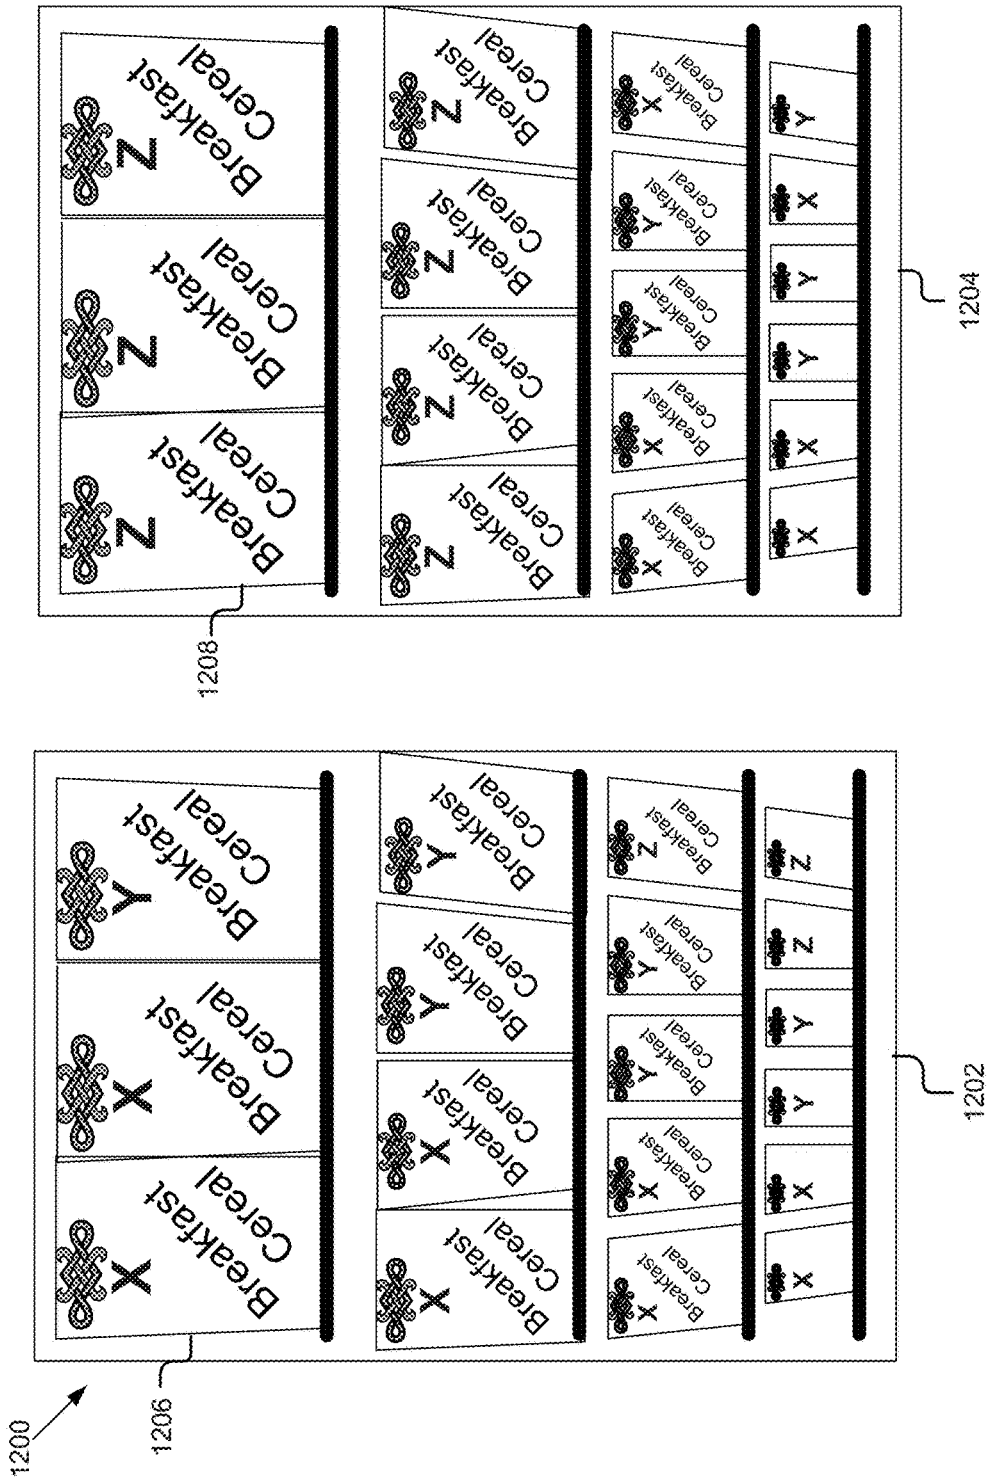 1200
1206
X X Y
Breakfast Breakfast Breakfast
Cereal Cereal Cereal
X X Y Y
Breakfast Breakfast Breakfast Breakfast
Cereal Cereal Cereal Cereal
X X Y Y Z
Breakfast Breakfast Breakfast Breakfast Breakfast
Cereal Cereal Cereal Cereal Cereal
X X Y Y Z Z
1202
1208
Z Z Z
Breakfast Breakfast Breakfast
Cereal Cereal Cereal
Z Z Z Z
Breakfast Breakfast Breakfast Breakfast
Cereal Cereal Cereal Cereal
X X Y Y X
Breakfast Breakfast Breakfast Breakfast Breakfast
Cereal Cereal Cereal Cereal Cereal
X X Y Y X Y
1204